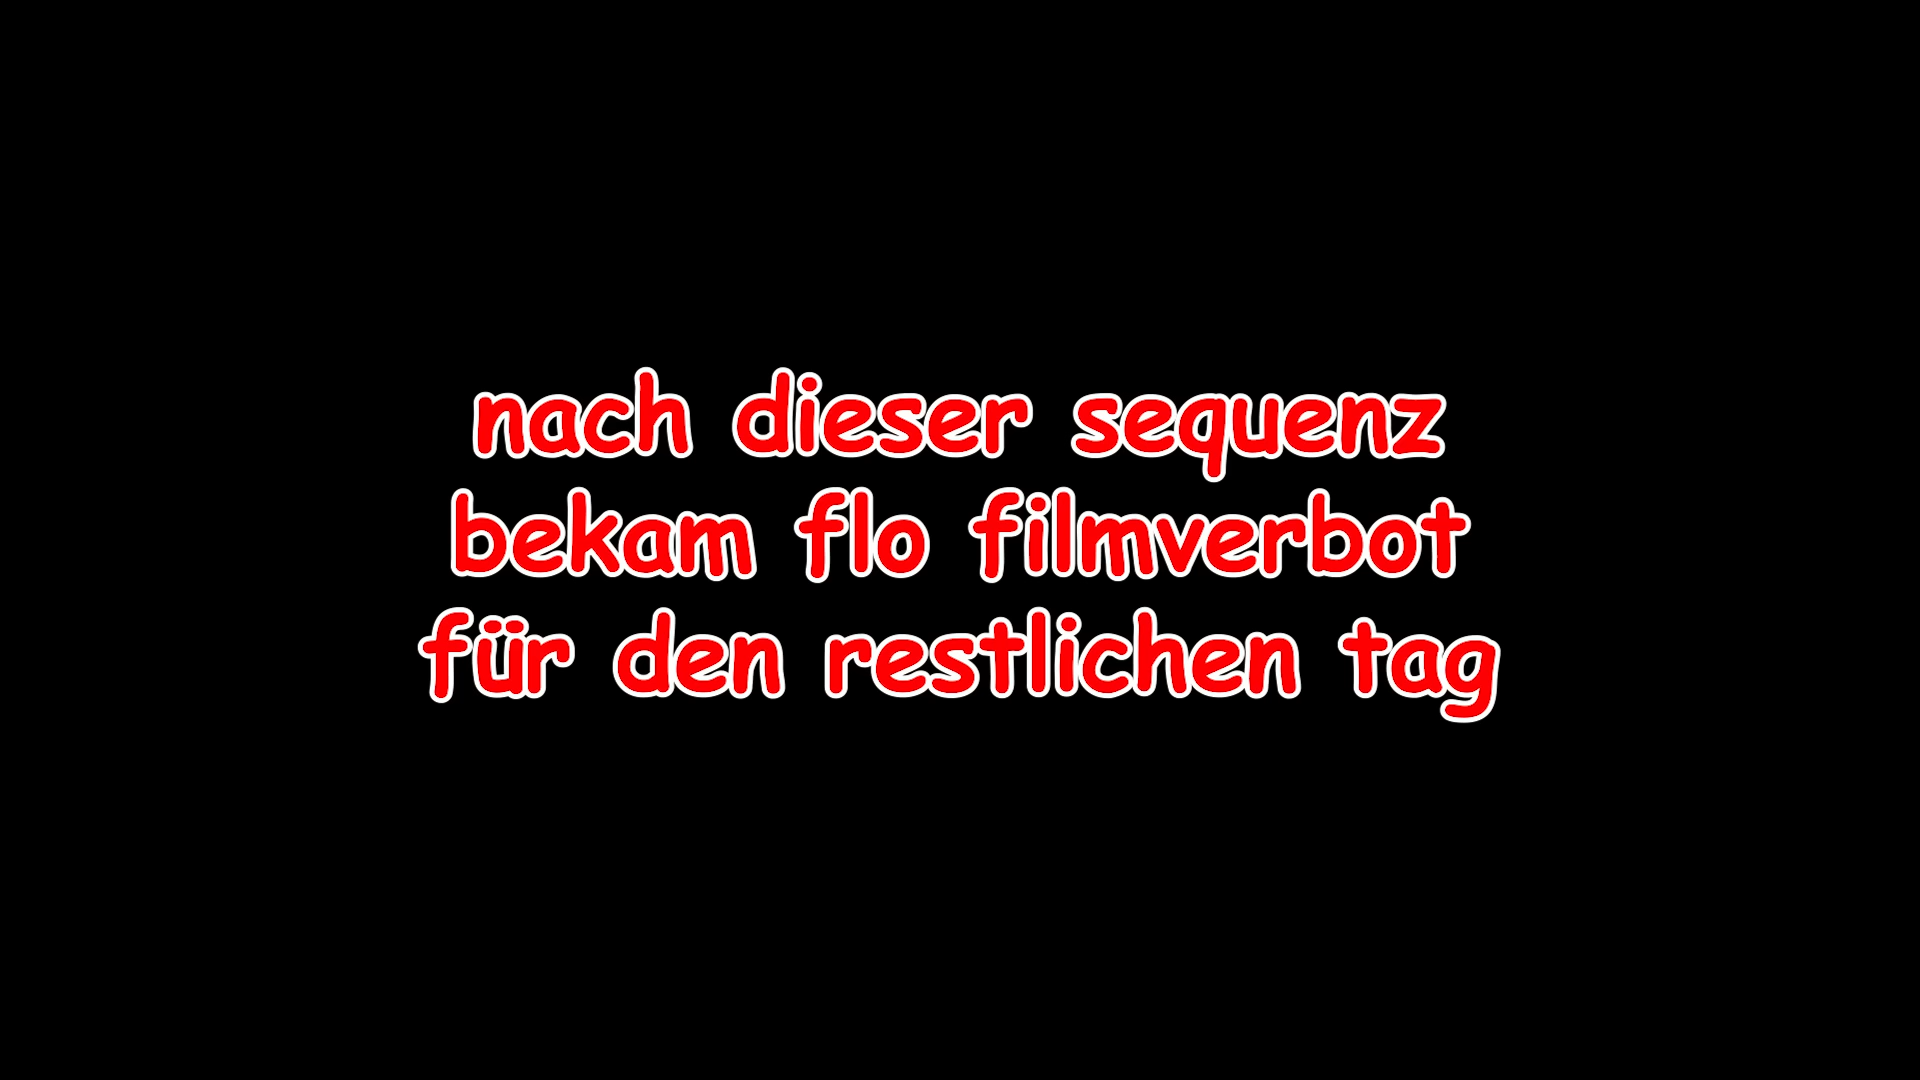 nach dieser sequenz
bekam flo filmverbot
für den restlichen tag